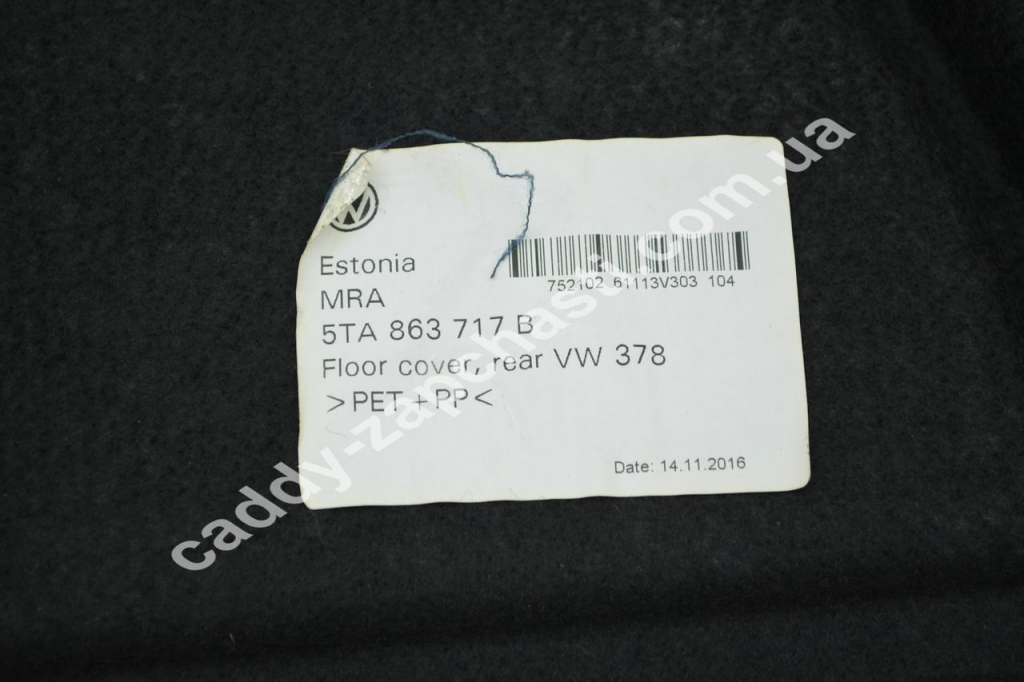 Estonia
752102 61113V303 104
MRA
5TA 863 717 B
Floor cover, rear VW 378
>PET+PP<
Date: 14.11.2016
caddy-zapchasti.com.ua